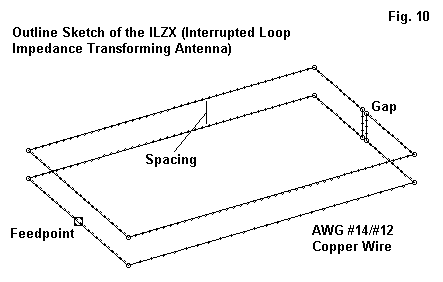 Fig. 10
Outline Sketch of the ILZX (Interrupted Loop
Impedance Transforming Antenna)
Gap
Spacing
Feedpoint
AWG #14/#12
Copper Wire